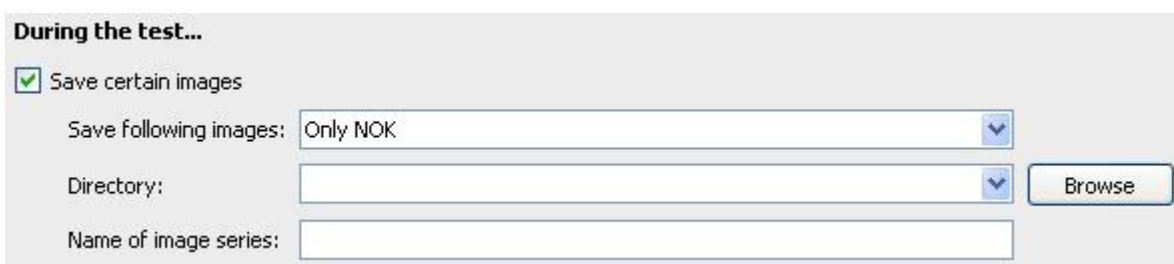 During the test...
Save certain images
Save following images: Only NOK
Directory: Browse
Name of image series: